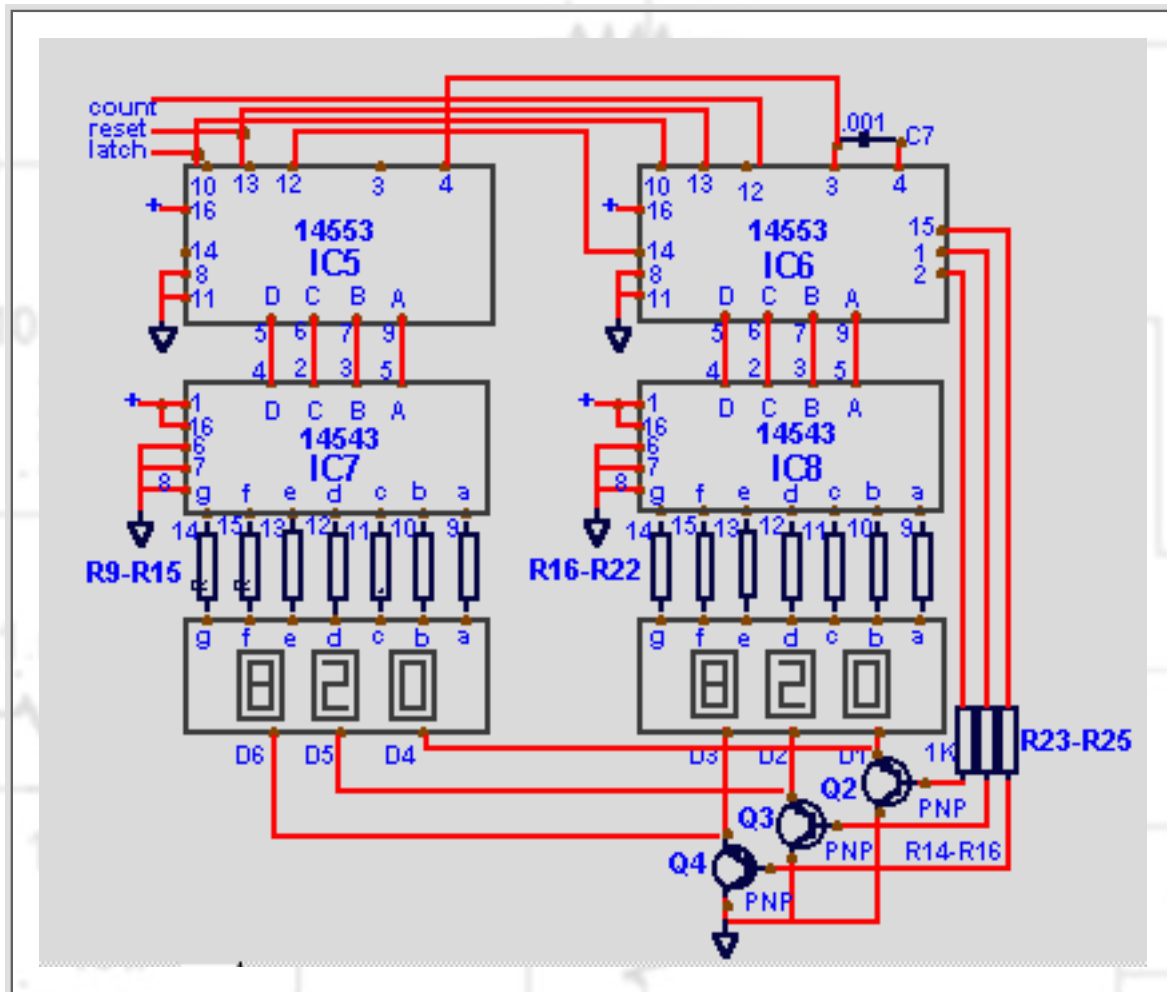 count
reset
latch
.001 C7
10 13 12 3 4
10 13 12 3 4
+ 16
+ 16
14553
14553
15
14
14
1
IC5
IC6
8
8
2
11
11
D C B A
D C B A
5 6 7 9
5 6 7 9
4 2 3 5
4 2 3 5
+ 1
+ 1
D C B A
D C B A
16
16
14543
14543
6
6
7
7
IC7
IC8
8
8
g f e d c b a
g f e d c b a
14 15 13 12 11 10 9
14 15 13 12 11 10 9
R9-R15
R16-R22
g f e d c b a
g f e d c b a
8 2 0
8 2 0
D6 D5 D4
D3 D2 D1
1K
R23-R25
Q2
PNP
Q3
PNP
R14-R16
Q4
PNP